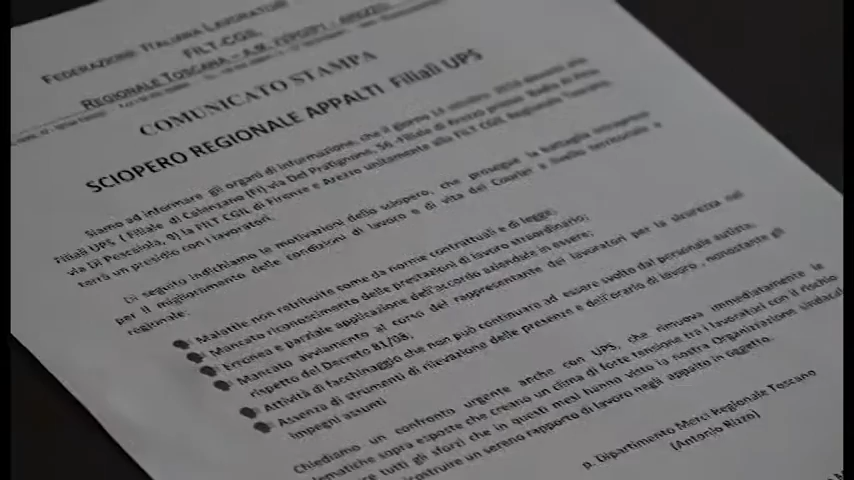 FEDERAZIONE ITALIANA LAVORATORI
FILT-CGIL
REGIONALE TOSCANA – A.M.
COMUNICATO STAMPA
SCIOPERO REGIONALE APPALTI Filiali UPS
Siamo ad informare gli organi di informazione, che il giorno
Filiali UPS ( Filiale di Calenzano (FI) via Del Pratignone, Filiale di Arezzo presso
via Di Pescaiola, 9) la FILT CGIL di Firenze e Arezzo unitamente alla FILT CGIL Regionale Toscana,
terrà un presidio con i lavoratori.
Di seguito indichiamo le motivazioni dello sciopero, che prosegue la battaglia intrapresa
per il miglioramento delle condizioni di lavoro e di vita dei Courier a livello territoriale e
regionale:
Malattie non retribuite come da norme contrattuali e di legge;
Mancato riconoscimento delle prestazioni di lavoro straordinario;
Erronea e parziale applicazione dell'accordo aziendale in essere;
Mancato avviamento al corso del rappresentante dei lavoratori per la sicurezza nel
rispetto del Decreto 81/08;
Attività di facchinaggio che non può continuare ad essere svolto dal personale autista;
Assenza di strumenti di rilevazione delle presenze e dell'orario di lavoro , nonostante gli
impegni assunti
Chiediamo un confronto urgente anche con UPS, che rimuova immediatamente le
sopra esposte che creano un clima di forte tensione tra i lavoratori con il rischio
tutti gli sforzi che in questi mesi hanno visto la nostra Organizzazione sindacale
costruire un sereno rapporto di lavoro negli appalti in oggetto.
p. Dipartimento Merci Regionale Toscano
(Antonio Rizzo)